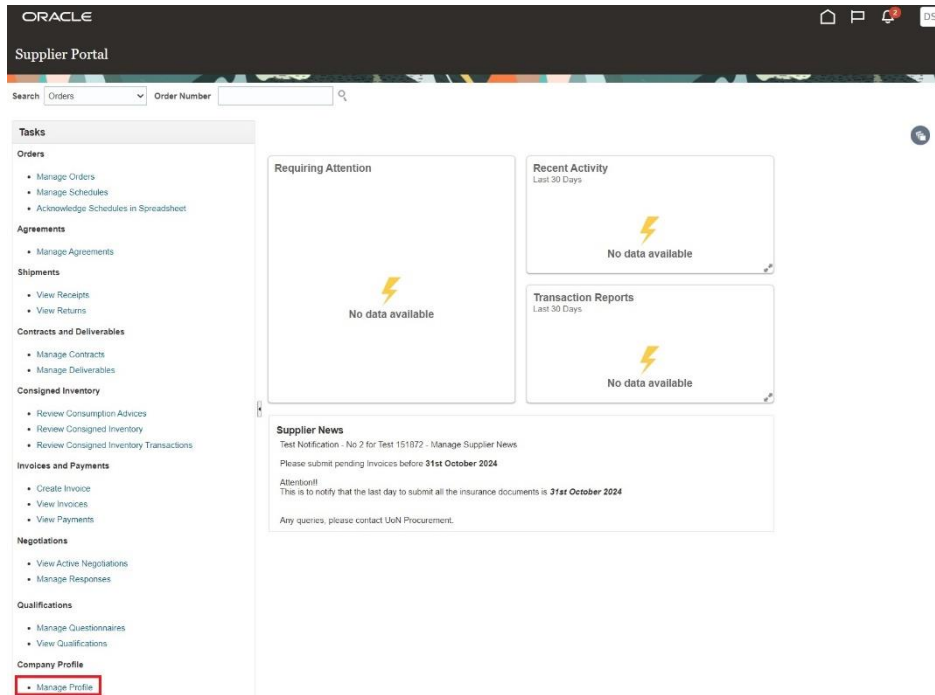 ORACLE
2
DS
Supplier Portal
Search Orders Order Number
Tasks
Orders
Manage Orders
Manage Schedules
Acknowledge Schedules in Spreadsheet
Agreements
Manage Agreements
Shipments
View Receipts
View Returns
Contracts and Deliverables
Manage Contracts
Manage Deliverables
Consigned Inventory
Review Consumption Advices
Review Consigned Inventory
Review Consigned Inventory Transactions
Invoices and Payments
Create Invoice
View Invoices
View Payments
Negotiations
View Active Negotiations
Manage Responses
Qualifications
Manage Questionnaires
View Qualifications
Company Profile
Manage Profile
Requiring Attention
No data available
Recent Activity
Last 30 Days
No data available
Transaction Reports
Last 30 Days
No data available
Supplier News
Test Notification - No 2 for Test 151872 - Manage Supplier News
Please submit pending Invoices before 31st October 2024
Attention!!
This is to notify that the last day to submit all the insurance documents is 31st October 2024
Any queries, please contact UoN Procurement.